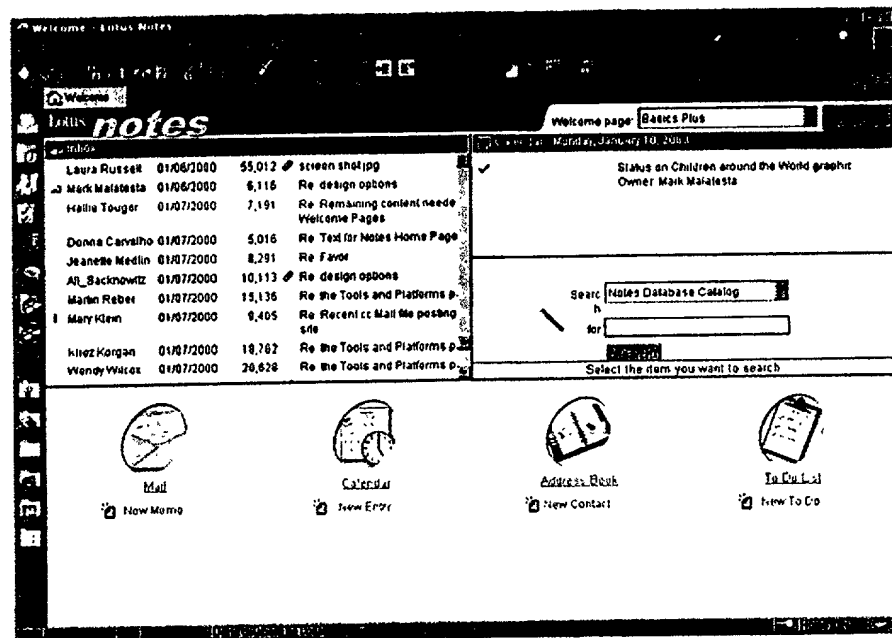 Welcome - Lotus Notes
Welcome
Lotus notes
Welcome page: Basics Plus
Inbox
Monday, January 10,
Laura Russell 01/06/2000 55,012 screen shot.jpg
Mark Malatesta 01/06/2000 6,116 Re design options
Hallie Touger 01/07/2000 7,191 Re Remaining content neede
Welcome Pages
Donna Carvalho 01/07/2000 5,016 Re Text for Notes Home Page
Jeanette Medlin 01/07/2000 8,291 Re Favor
Ali_Sacknowitz 01/07/2000 10,113 Re design options
Martin Reber 01/07/2000 15,136 Re the Tools and Platforms p
Mary Klein 01/07/2000 9,405 Re Recent cc Mail file posting
site
Korgan 01/07/2000 18,762 Re the Tools and Platforms p
Wendy Wilcox 01/07/2000 20,628 Re the Tools and Platforms p
Status on Children around the World graphic
Owner Mark Malatesta
Searc
h
Notes Database Catalog
for
Select the item you want to search
Mail
New Memo
Calendar
New Entry
Address Book
New Contact
To Do List
New To Do